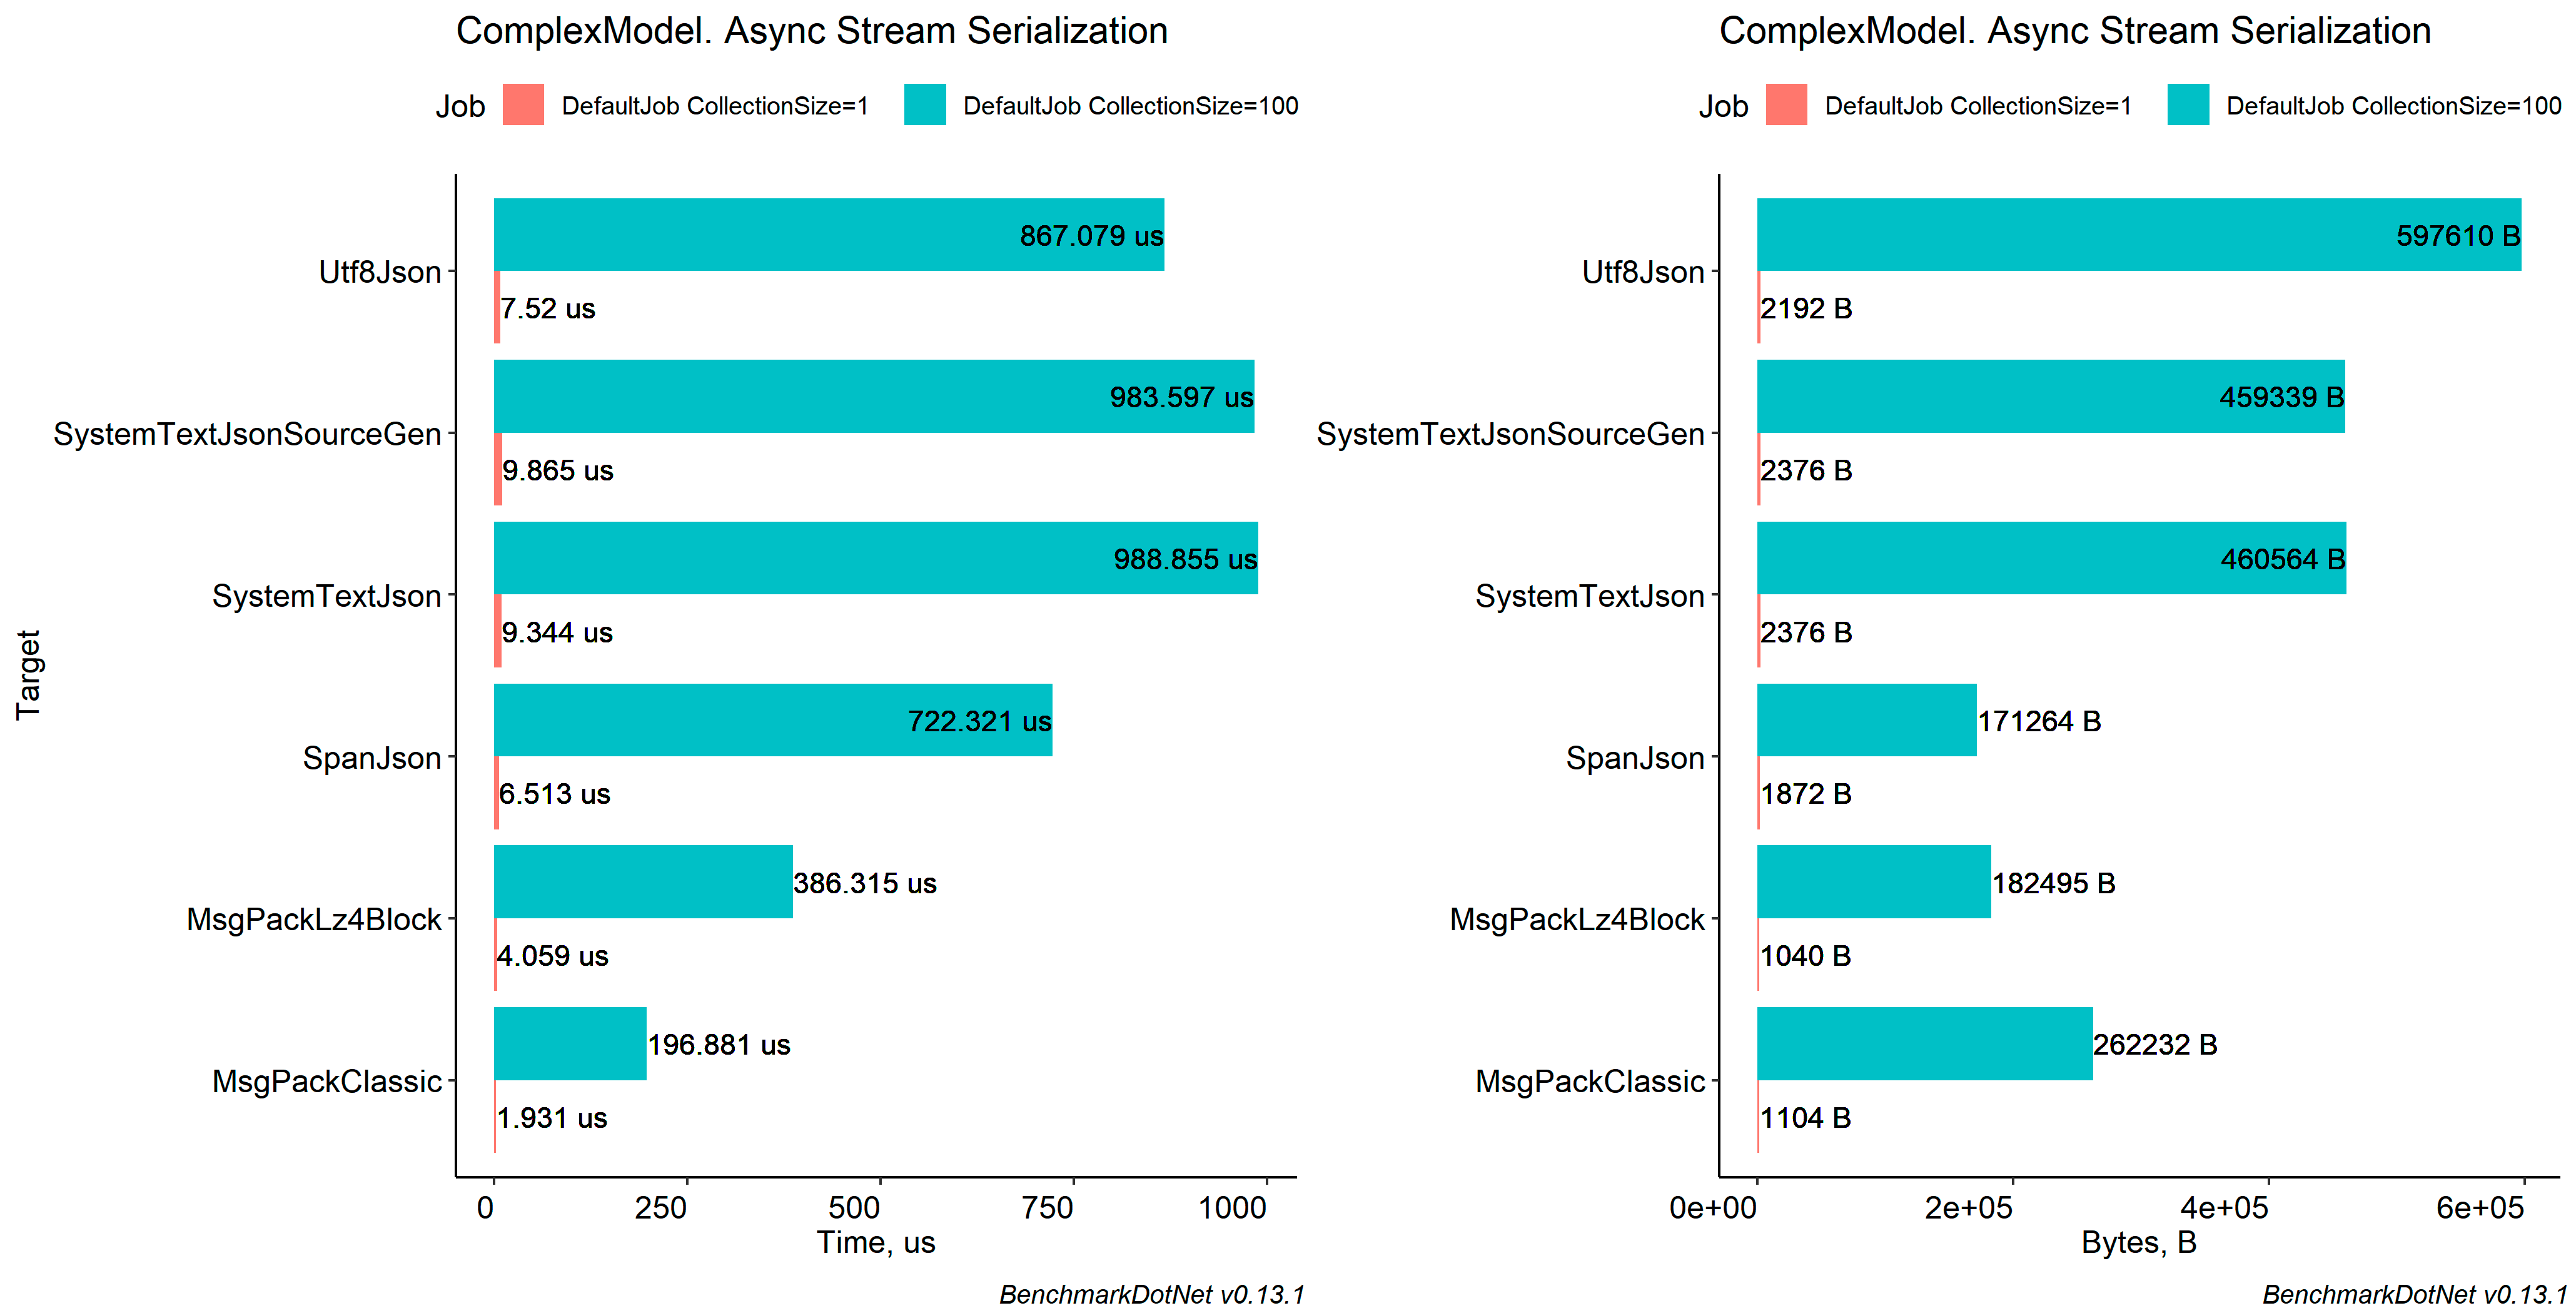 ComplexModel. Async Stream Serialization
Job DefaultJob CollectionSize=1 DefaultJob CollectionSize=100
Target
Utf8Json
867.079 us
7.52 us
SystemTextJsonSourceGen
983.597 us
9.865 us
SystemTextJson
988.855 us
9.344 us
SpanJson
722.321 us
6.513 us
MsgPackLz4Block
386.315 us
4.059 us
MsgPackClassic
196.881 us
1.931 us
0 250 500 750 1000
Time, us
BenchmarkDotNet v0.13.1
ComplexModel. Async Stream Serialization
Job DefaultJob CollectionSize=1 DefaultJob CollectionSize=100
Utf8Json
597610 B
2192 B
SystemTextJsonSourceGen
459339 B
2376 B
SystemTextJson
460564 B
2376 B
SpanJson
171264 B
1872 B
MsgPackLz4Block
182495 B
1040 B
MsgPackClassic
262232 B
1104 B
0e+00 2e+05 4e+05 6e+05
Bytes, B
BenchmarkDotNet v0.13.1